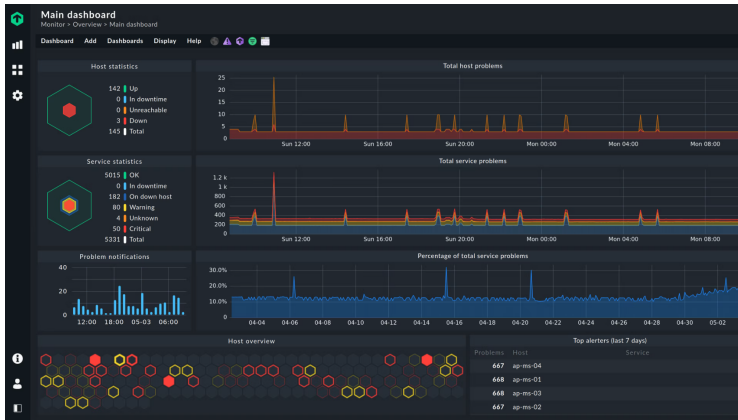 Main dashboard
Monitor > Overview > Main dashboard
Dashboard Add Dashboards Display Help
Host statistics
142 Up
0 In downtime
0 Unreachable
3 Down
145 Total
Total host problems
25
20
15
10
5
0
Sun 12:00 Sun 16:00 Sun 20:00 Mon 00:00 Mon 04:00 Mon 08:00
Service statistics
5015 OK
0 In downtime
182 On down host
80 Warning
4 Unknown
50 Critical
5331 Total
Total service problems
1.2 k
1 k
800
600
400
200
0
Sun 12:00 Sun 16:00 Sun 20:00 Mon 00:00 Mon 04:00 Mon 08:00
Problem notifications
40
20
0
12:00 18:00 05-03 06:00
Percentage of total service problems
30.0%
20.0%
10.0%
0
04-04 04-06 04-08 04-10 04-12 04-14 04-16 04-18 04-20 04-22 04-24 04-26 04-28 04-30 05-02
Host overview
Top alerters (last 7 days)
Problems Host Service
667 ap-ms-04
668 ap-ms-01
668 ap-ms-03
667 ap-ms-02